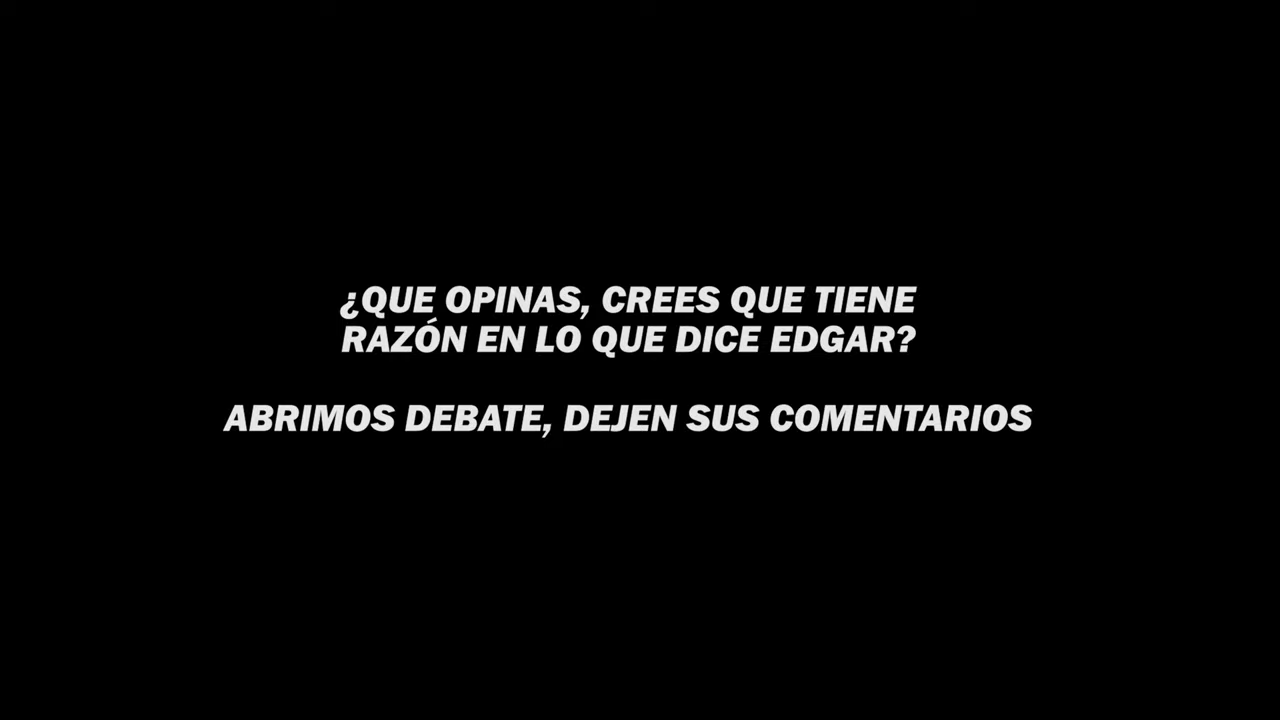 ¿QUE OPINAS, CREES QUE TIENE
RAZÓN EN LO QUE DICE EDGAR?
ABRIMOS DEBATE, DEJEN SUS COMENTARIOS